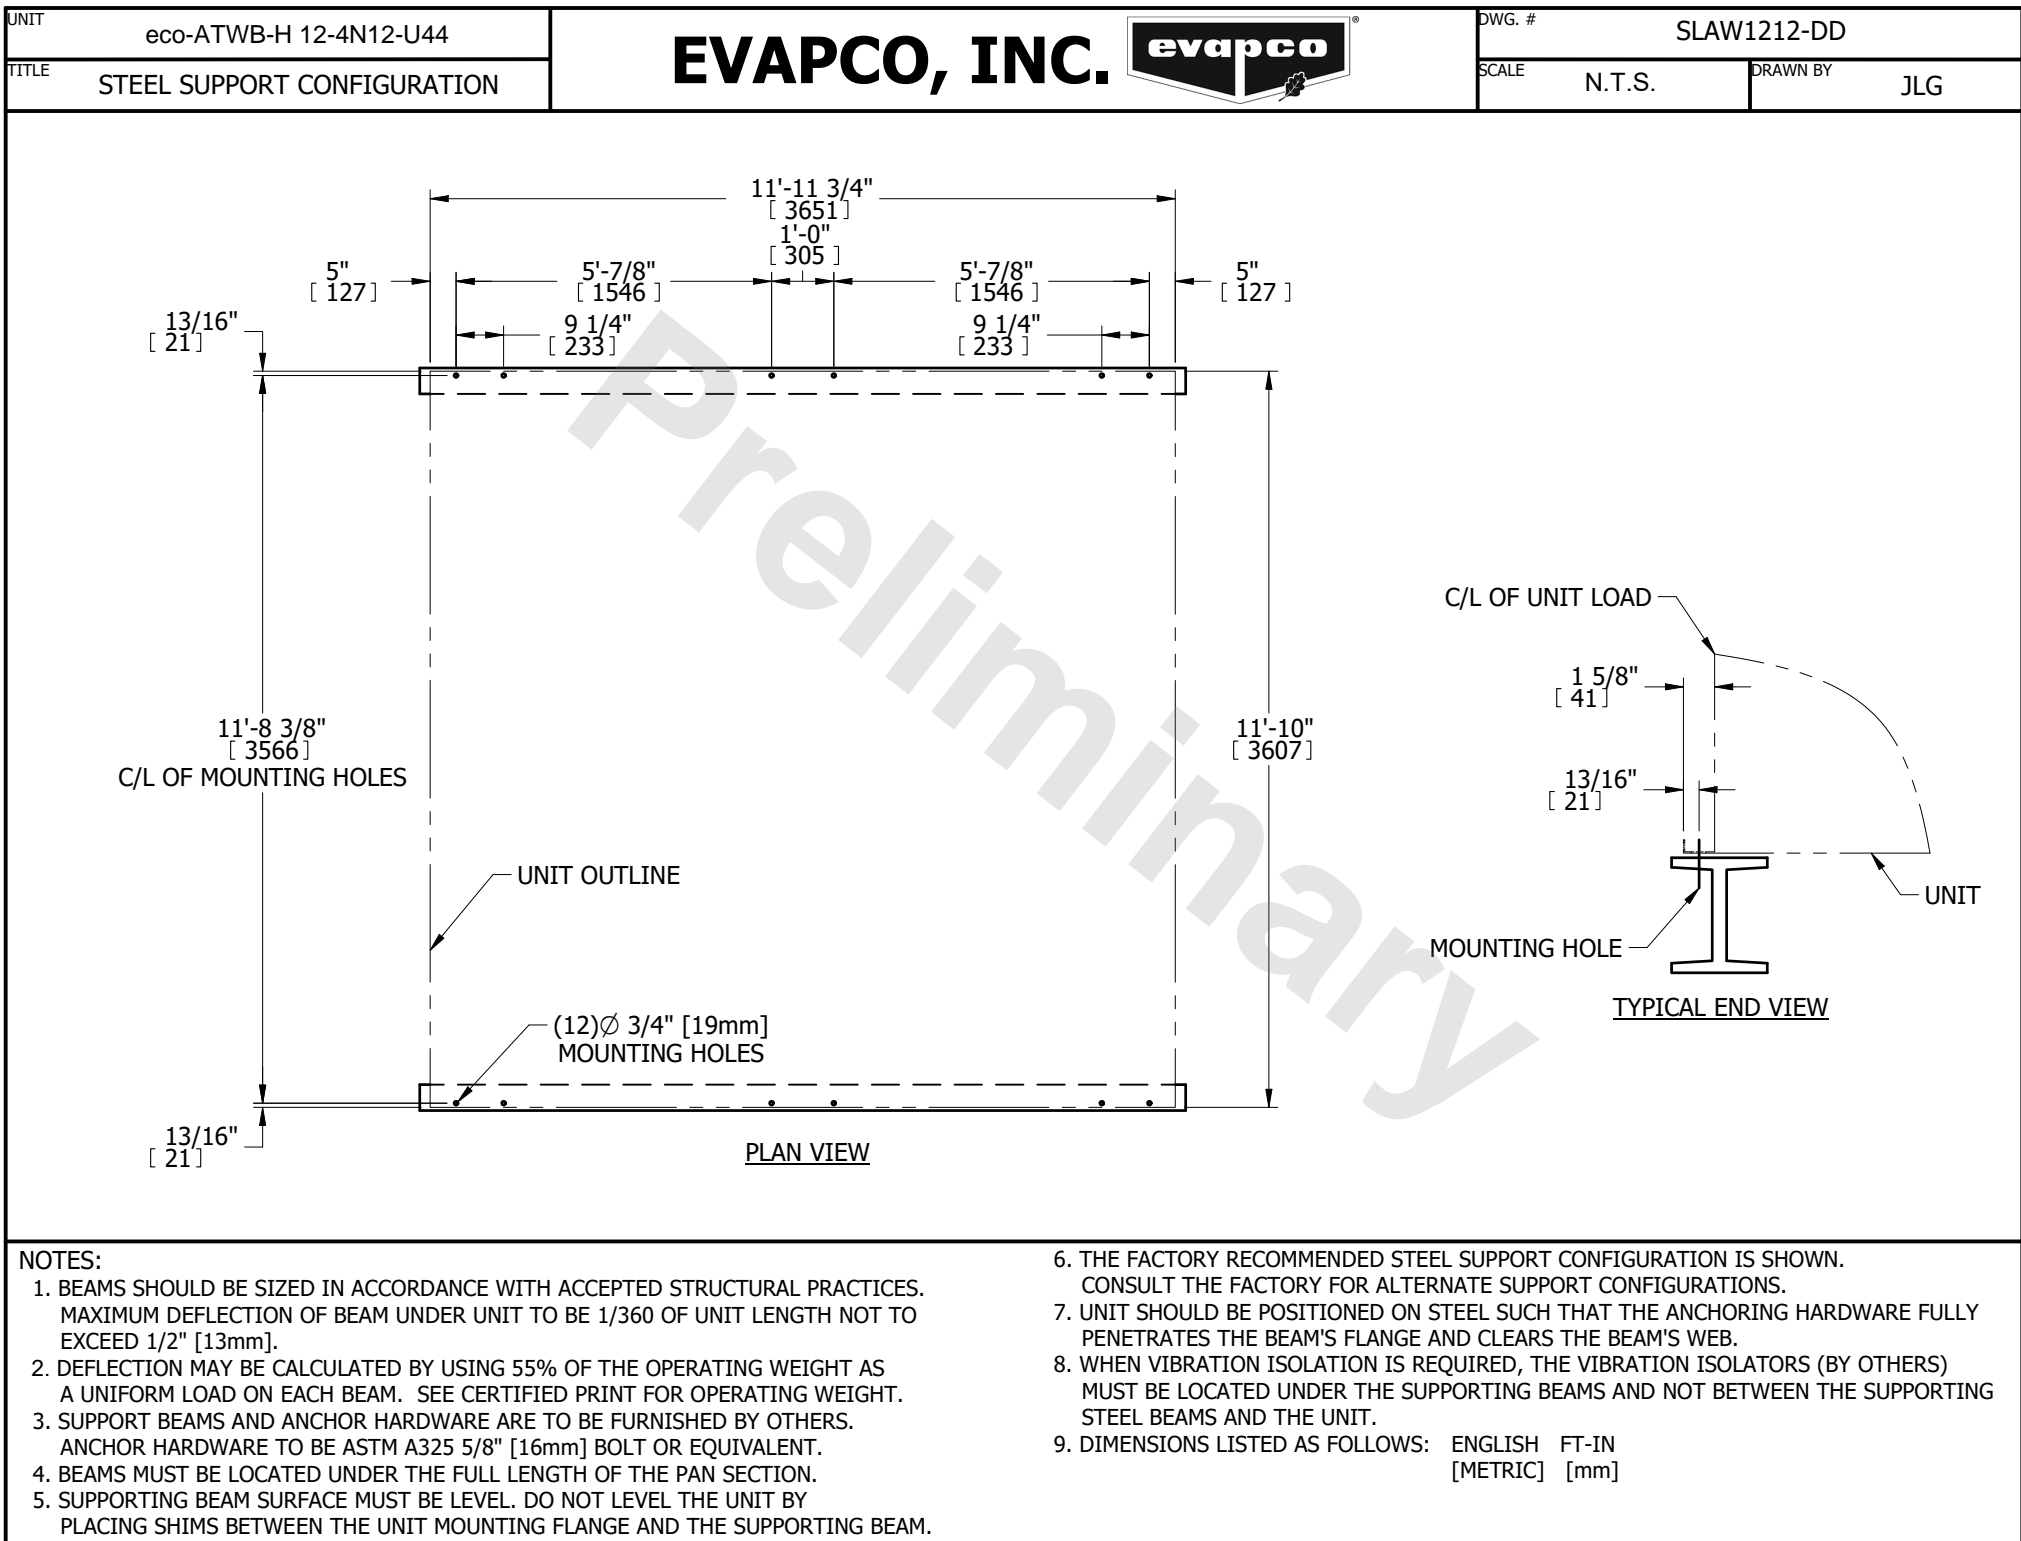 UNIT
eco-ATWB-H 12-4N12-U44
TITLE
STEEL SUPPORT CONFIGURATION
EVAPCO, INC.
evapco
®
DWG. #
SLAW1212-DD
SCALE
N.T.S.
DRAWN BY
JLG
11'-11 3/4"
[ 3651]
1'-0"
[ 305 ]
5"
[ 127]
5'-7/8"
[ 1546 ]
5'-7/8"
[ 1546 ]
5"
[ 127 ]
13/16"
[ 21]
9 1/4"
[ 233]
9 1/4"
[ 233 ]
11'-8 3/8"
[ 3566]
C/L OF MOUNTING HOLES
11'-10"
[ 3607]
UNIT OUTLINE
(12)∅ 3/4" [19mm]
MOUNTING HOLES
13/16"
[ 21]
PLAN VIEW
Preliminary
C/L OF UNIT LOAD
1 5/8"
[ 41]
13/16"
[ 21]
UNIT
MOUNTING HOLE
TYPICAL END VIEW
NOTES:
1. BEAMS SHOULD BE SIZED IN ACCORDANCE WITH ACCEPTED STRUCTURAL PRACTICES.
MAXIMUM DEFLECTION OF BEAM UNDER UNIT TO BE 1/360 OF UNIT LENGTH NOT TO
EXCEED 1/2" [13mm].
2. DEFLECTION MAY BE CALCULATED BY USING 55% OF THE OPERATING WEIGHT AS
A UNIFORM LOAD ON EACH BEAM. SEE CERTIFIED PRINT FOR OPERATING WEIGHT.
3. SUPPORT BEAMS AND ANCHOR HARDWARE ARE TO BE FURNISHED BY OTHERS.
ANCHOR HARDWARE TO BE ASTM A325 5/8" [16mm] BOLT OR EQUIVALENT.
4. BEAMS MUST BE LOCATED UNDER THE FULL LENGTH OF THE PAN SECTION.
5. SUPPORTING BEAM SURFACE MUST BE LEVEL. DO NOT LEVEL THE UNIT BY
PLACING SHIMS BETWEEN THE UNIT MOUNTING FLANGE AND THE SUPPORTING BEAM.
6. THE FACTORY RECOMMENDED STEEL SUPPORT CONFIGURATION IS SHOWN.
CONSULT THE FACTORY FOR ALTERNATE SUPPORT CONFIGURATIONS.
7. UNIT SHOULD BE POSITIONED ON STEEL SUCH THAT THE ANCHORING HARDWARE FULLY
PENETRATES THE BEAM'S FLANGE AND CLEARS THE BEAM'S WEB.
8. WHEN VIBRATION ISOLATION IS REQUIRED, THE VIBRATION ISOLATORS (BY OTHERS)
MUST BE LOCATED UNDER THE SUPPORTING BEAMS AND NOT BETWEEN THE SUPPORTING
STEEL BEAMS AND THE UNIT.
9. DIMENSIONS LISTED AS FOLLOWS: ENGLISH FT-IN
[METRIC] [mm]